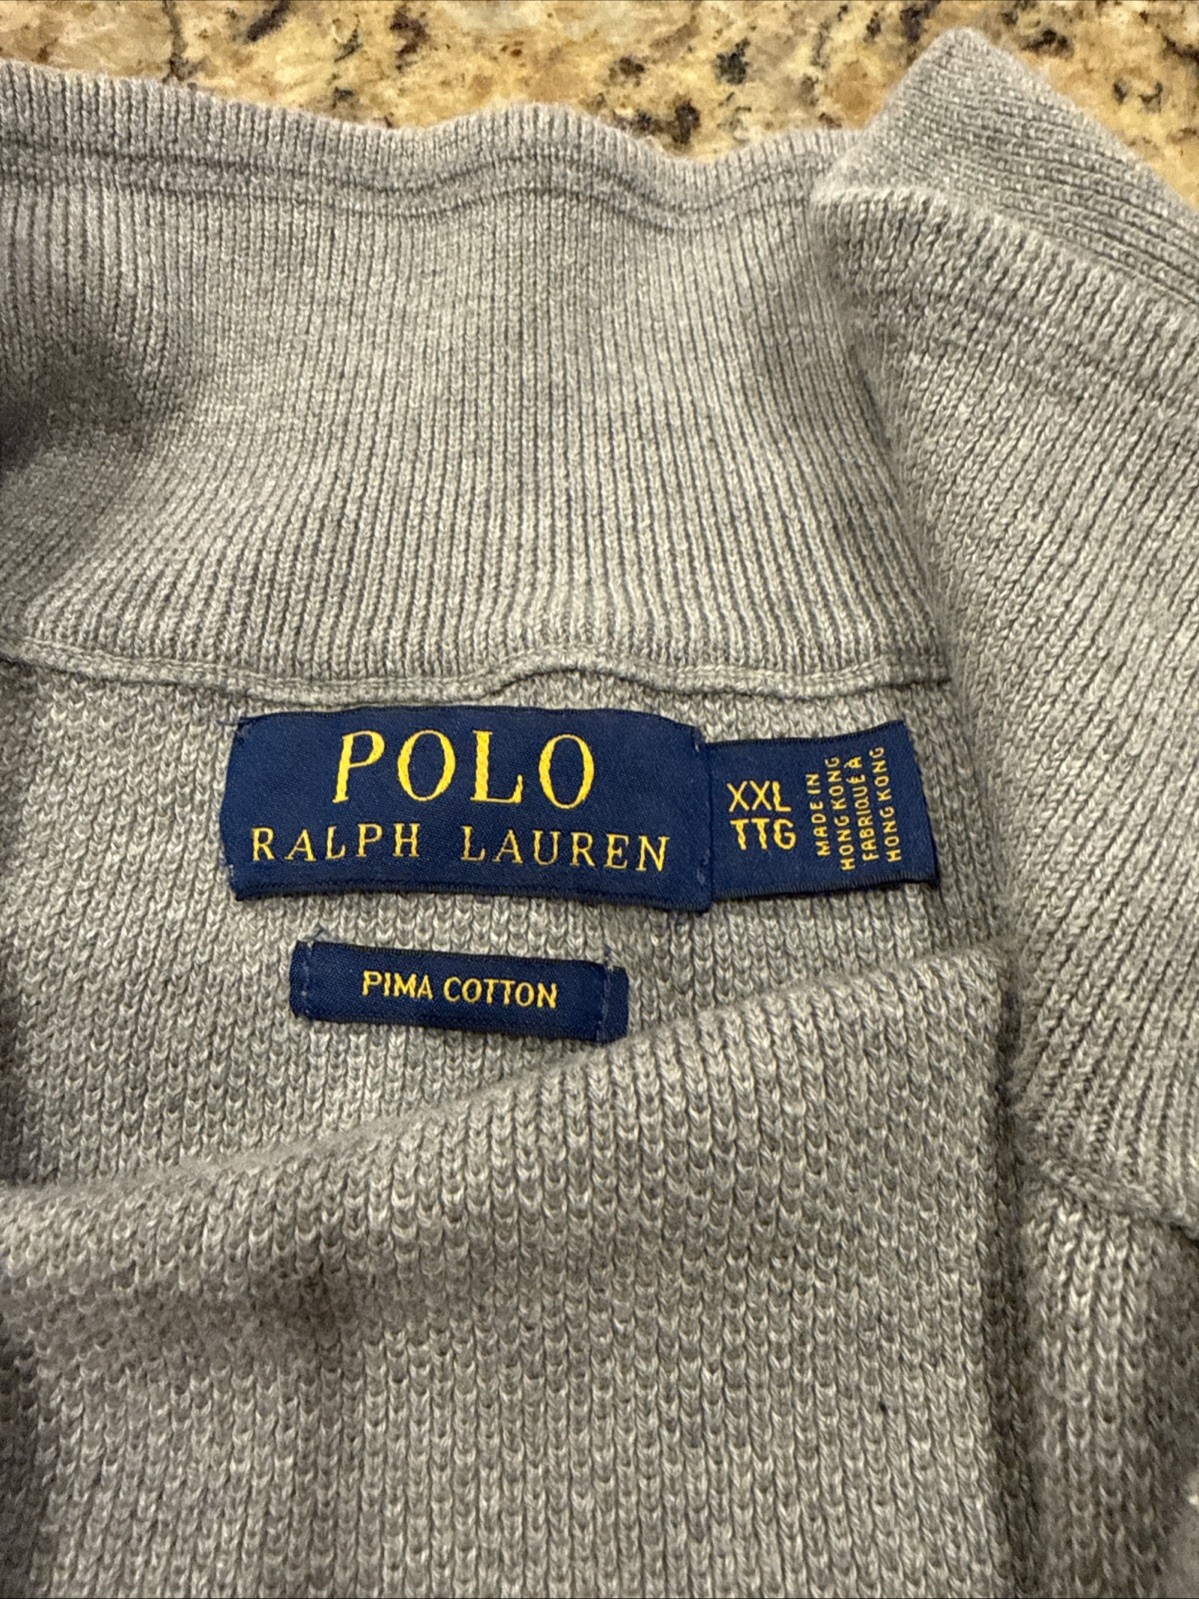 POLO
RALPH LAUREN
XXL
TTG
MADE IN
HONG KONG
FABRIQUÉ À
HONG KONG
PIMA COTTON